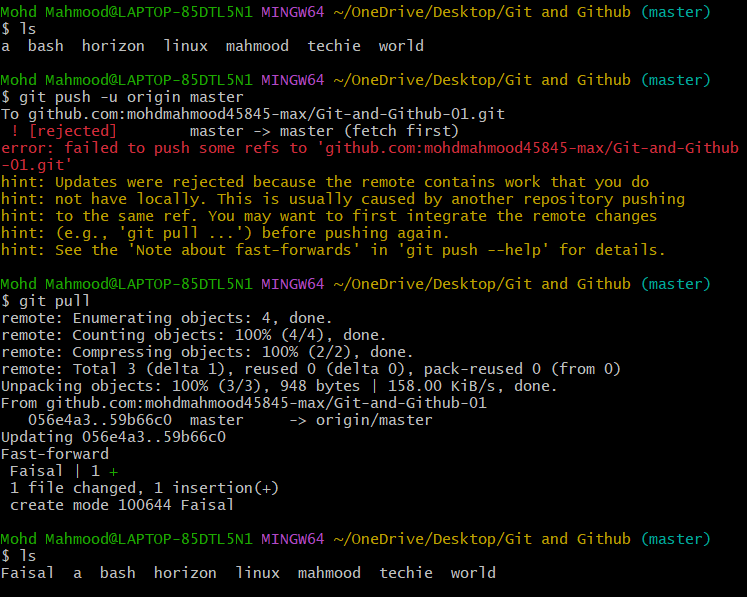 Mohd Mahmood@LAPTOP-85DTL5N1 MINGW64 ~/OneDrive/Desktop/Git and Github (master)
$ ls
a  bash  horizon  linux  mahmood  techie  world
Mohd Mahmood@LAPTOP-85DTL5N1 MINGW64 ~/OneDrive/Desktop/Git and Github (master)
$ git push -u origin master
To github.com:mohdmahmood45845-max/Git-and-Github-01.git
 ! [rejected]        master -> master (fetch first)
error: failed to push some refs to 'github.com:mohdmahmood45845-max/Git-and-Github
-01.git'
hint: Updates were rejected because the remote contains work that you do
hint: not have locally. This is usually caused by another repository pushing
hint: to the same ref. You may want to first integrate the remote changes
hint: (e.g., 'git pull ...') before pushing again.
hint: See the 'Note about fast-forwards' in 'git push --help' for details.
Mohd Mahmood@LAPTOP-85DTL5N1 MINGW64 ~/OneDrive/Desktop/Git and Github (master)
$ git pull
remote: Enumerating objects: 4, done.
remote: Counting objects: 100% (4/4), done.
remote: Compressing objects: 100% (2/2), done.
remote: Total 3 (delta 1), reused 0 (delta 0), pack-reused 0 (from 0)
Unpacking objects: 100% (3/3), 948 bytes | 158.00 KiB/s, done.
From github.com:mohdmahmood45845-max/Git-and-Github-01
   056e4a3..59b66c0  master     -> origin/master
Updating 056e4a3..59b66c0
Fast-forward
 Faisal | 1 +
 1 file changed, 1 insertion(+)
 create mode 100644 Faisal
Mohd Mahmood@LAPTOP-85DTL5N1 MINGW64 ~/OneDrive/Desktop/Git and Github (master)
$ ls
Faisal  a  bash  horizon  linux  mahmood  techie  world